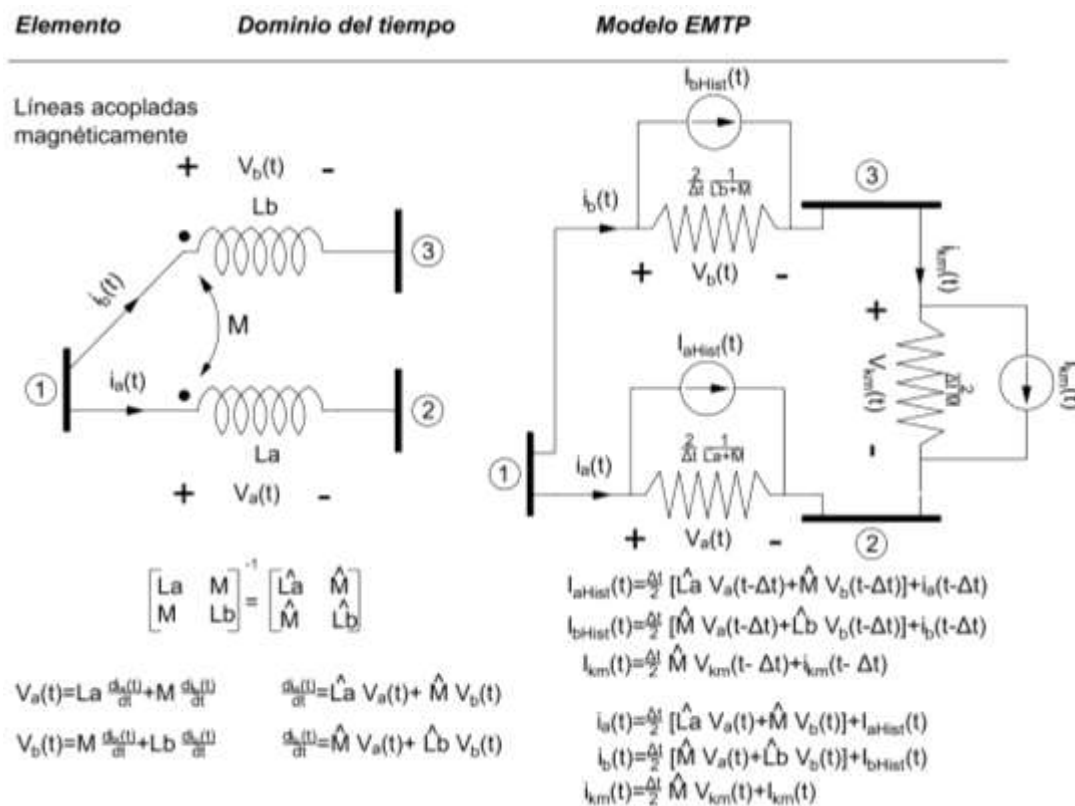 Elemento Dominio del tiempo Modelo EMTP
Líneas acopladas
magnéticamente
+ V_b(t) -
Lb
3
i_b(t)
M
1
i_a(t)
2
La
+ V_a(t) -
I_bHist(t)
2/Δt 1/(Lb+M)
i_b(t)
3
+ V_b(t) -
i_km(t)
I_aHist(t)
+ V_km(t) -
I_km(t)
2/Δt 1/(La+M)
1
i_a(t)
+ V_a(t) -
2
[La M; M Lb]⁻¹ = [L̂a M̂; M̂ L̂b]
V_a(t)=La di_a(t)/dt+M di_b(t)/dt
V_b(t)=M di_a(t)/dt+Lb di_b(t)/dt
di_a(t)/dt=L̂a V_a(t)+ M̂ V_b(t)
di_b(t)/dt=M̂ V_a(t)+ L̂b V_b(t)
I_aHist(t)=Δt/2 [L̂a V_a(t-Δt)+M̂ V_b(t-Δt)]+i_a(t-Δt)
I_bHist(t)=Δt/2 [M̂ V_a(t-Δt)+L̂b V_b(t-Δt)]+i_b(t-Δt)
I_km(t)=Δt/2 M̂ V_km(t- Δt)+i_km(t- Δt)
i_a(t)=Δt/2 [L̂a V_a(t)+M̂ V_b(t)]+I_aHist(t)
i_b(t)=Δt/2 [M̂ V_a(t)+L̂b V_b(t)]+I_bHist(t)
i_km(t)=Δt/2 M̂ V_km(t)+I_km(t)